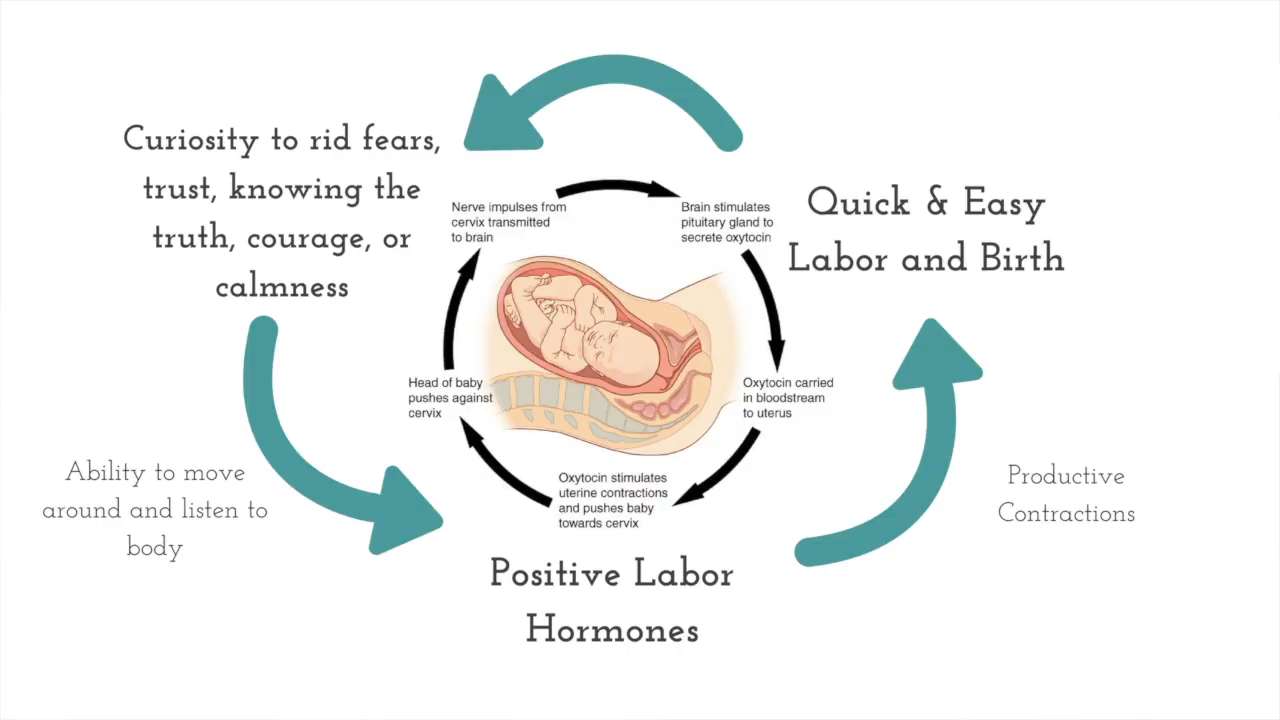 Curiosity to rid fears,
trust, knowing the
truth, courage, or
calmness
Nerve impulses from
cervix transmitted
to brain
Brain stimulates
pituitary gland to
secrete oxytocin
Quick & Easy
Labor and Birth
Head of baby
pushes against
cervix
Oxytocin carried
in bloodstream
to uterus
Ability to move
around and listen to
body
Oxytocin stimulates
uterine contractions
and pushes baby
towards cervix
Productive
Contractions
Positive Labor
Hormones